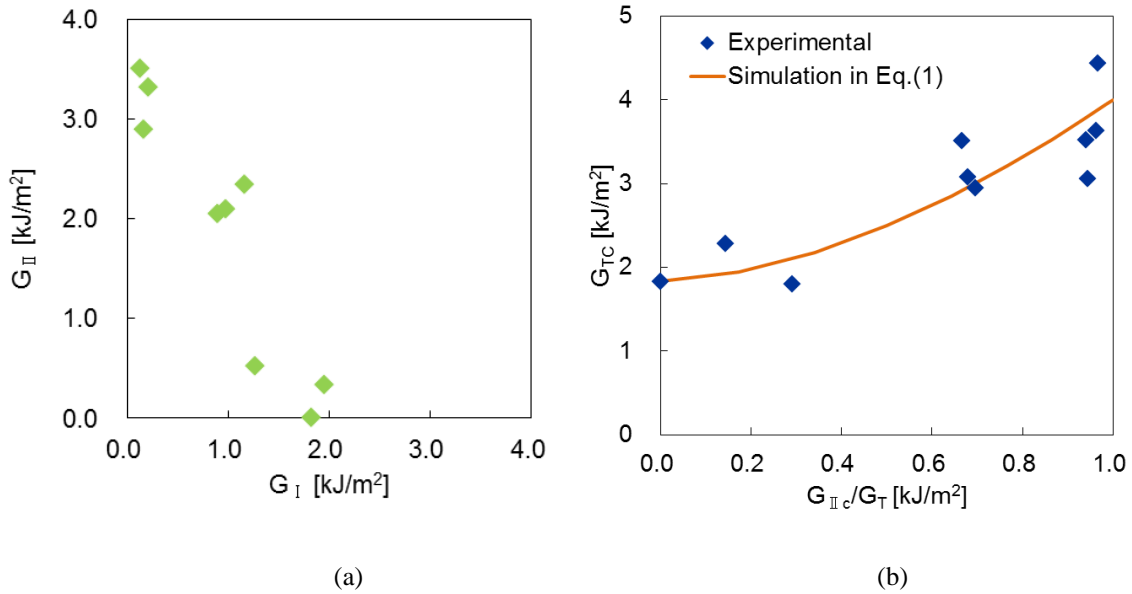 4.0
3.0
2.0
1.0
0.0
G Ⅱ [kJ/m²]
0.0 1.0 2.0 3.0 4.0
G Ⅰ [kJ/m²]
(a)
5
4
3
2
1
0
G TC [kJ/m²]
Experimental
Simulation in Eq.(1)
0.0 0.2 0.4 0.6 0.8 1.0
G Ⅱ c/G T [kJ/m²]
(b)